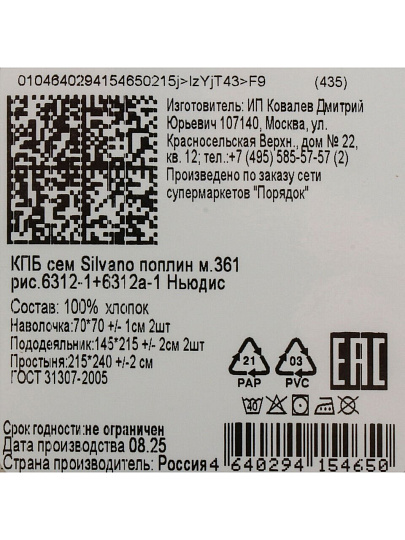 0104640294154650215j>IzYjT43>F9 (435)
Изготовитель: ИП Ковалев Дмитрий
Юрьевич 107140, Москва, ул.
Красносельская Верхн., дом № 22,
кв. 12; тел.:+7 (495) 585-57-57 (2)
Произведено по заказу сети
супермаркетов "Порядок"
КПБ сем Silvano поплин м.361
рис.6312-1+6312а-1 Ньюдис
Состав: 100% хлопок
Наволочка:70*70 +/- 1см 2шт
Пододеяльник:145*215 +/- 2см 2шт
Простыня:215*240 +/-2 см
ГОСТ 31307-2005
21
PAP
03
PVC
EAC
40
Срок годности:не ограничен
Дата производства 08.25
Страна производитель: Россия
4 640294 154650